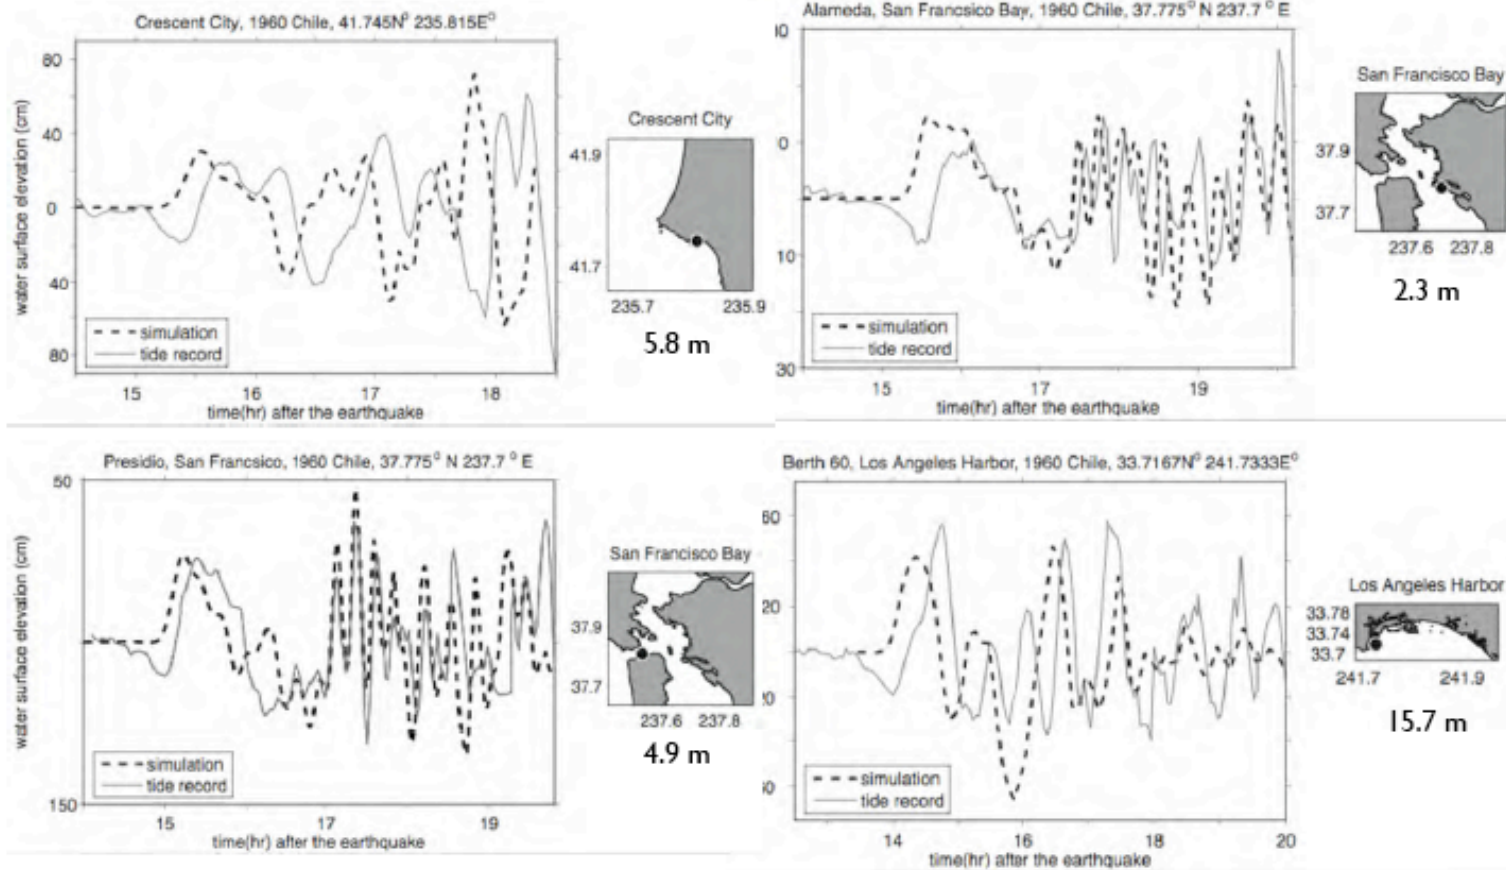 Crescent City, 1960 Chile, 41.745N° 235.815E°
80
40
0
40
80
water surface elevation (cm)
simulation
tide record
15
16
17
18
time(hr) after the earthquake
Crescent City
41.9
41.7
235.7
235.9
5.8 m
Alameda, San Francsico Bay, 1960 Chile, 37.775° N 237.7 ° E
0
10
30
simulation
tide record
15
17
19
time(hr) after the earthquake
San Francisco Bay
37.9
37.7
237.6 237.8
2.3 m
Presidio, San Francsico, 1960 Chile, 37.775° N 237.7 ° E
50
150
water surface elevation (cm)
simulation
tide record
15
17
19
time(hr) after the earthquake
San Francisco Bay
37.9
37.7
237.6 237.8
4.9 m
Berth 60, Los Angeles Harbor, 1960 Chile, 33.7167N° 241.7333E°
20
20
simulation
tide record
14
16
18
20
time(hr) after the earthquake
Los Angeles Harbor
33.78
33.74
33.7
241.7
241.9
15.7 m